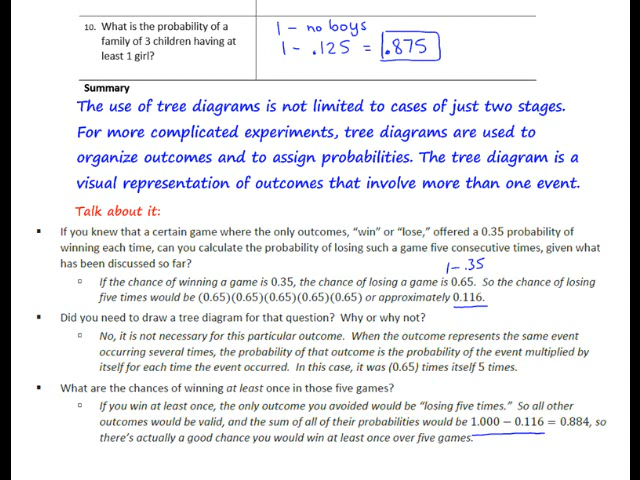 10. What is the probability of a
family of 3 children having at
least 1 girl?
1 - no boys
1 - .125 = .875
Summary
The use of tree diagrams is not limited to cases of just two stages.
For more complicated experiments, tree diagrams are used to
organize outcomes and to assign probabilities. The tree diagram is a
visual representation of outcomes that involve more than one event.
Talk about it:
▪ If you knew that a certain game where the only outcomes, “win” or “lose,” offered a 0.35 probability of
winning each time, can you calculate the probability of losing such a game five consecutive times, given what
has been discussed so far?
1 - .35
▫ If the chance of winning a game is 0.35, the chance of losing a game is 0.65. So the chance of losing
five times would be (0.65)(0.65)(0.65)(0.65)(0.65) or approximately 0.116.
▪ Did you need to draw a tree diagram for that question? Why or why not?
▫ No, it is not necessary for this particular outcome. When the outcome represents the same event
occurring several times, the probability of that outcome is the probability of the event multiplied by
itself for each time the event occurred. In this case, it was (0.65) times itself 5 times.
▪ What are the chances of winning at least once in those five games?
▫ If you win at least once, the only outcome you avoided would be “losing five times.” So all other
outcomes would be valid, and the sum of all of their probabilities would be 1.000 − 0.116 = 0.884, so
there’s actually a good chance you would win at least once over five games.